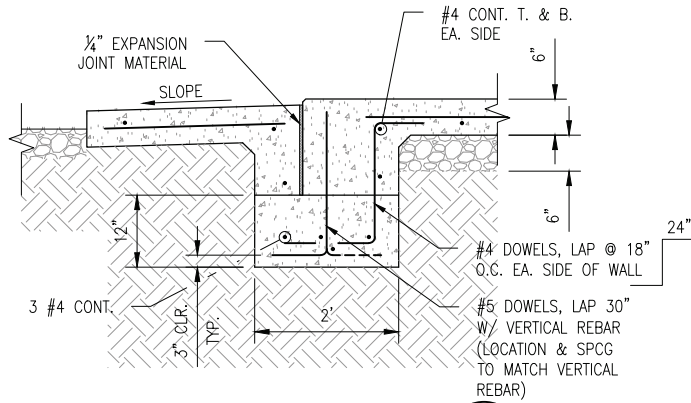 #4 CONT. T. & B.
EA. SIDE
¼" EXPANSION
JOINT MATERIAL
6"
SLOPE
12"
6"
24"
#4 DOWELS, LAP @ 18"
O.C. EA. SIDE OF WALL
3 #4 CONT.
3" CLR.
TYP.
2'
#5 DOWELS, LAP 30"
W/ VERTICAL REBAR
(LOCATION & SPCG
TO MATCH VERTICAL
REBAR)